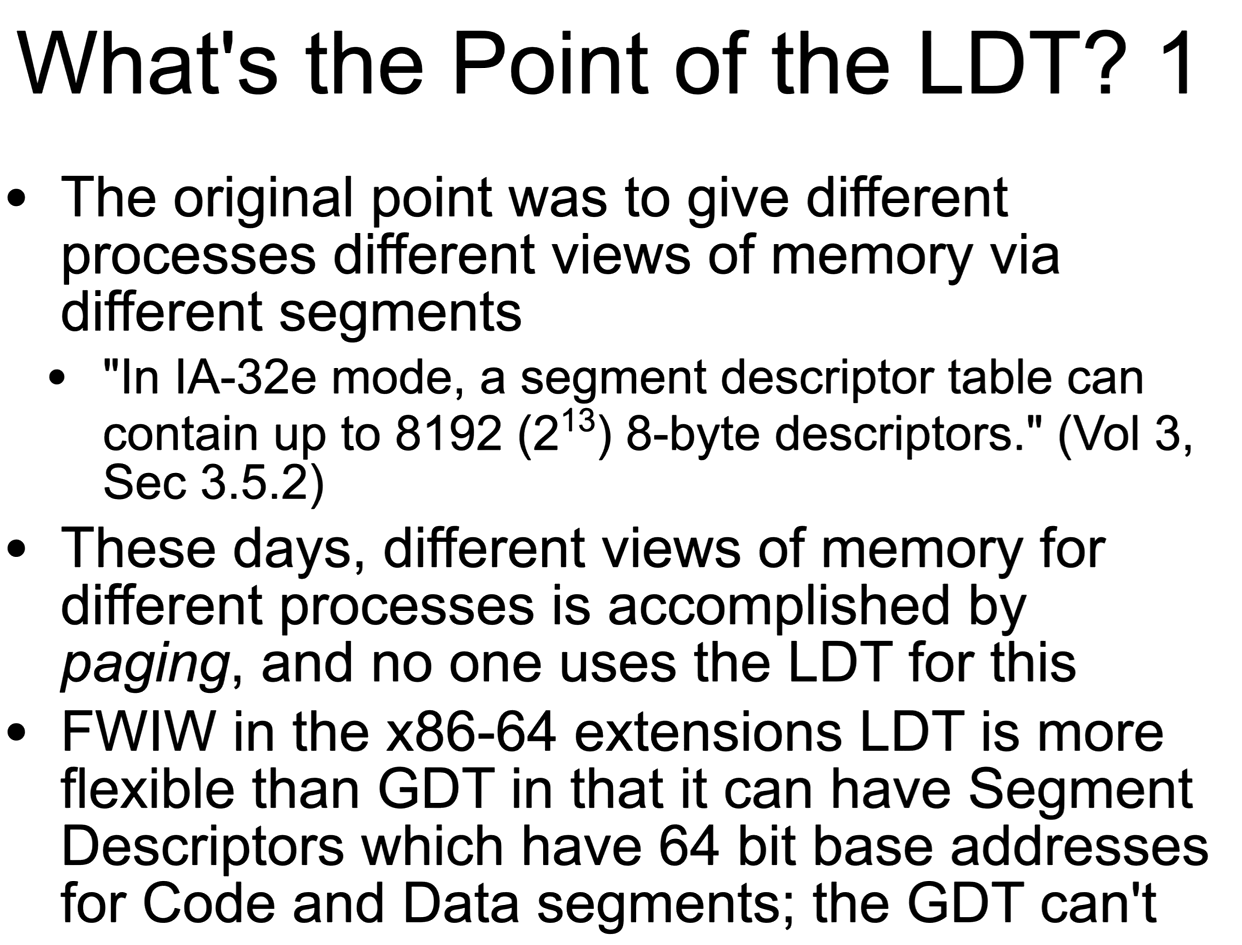 What's the Point of the LDT? 1
• The original point was to give different
processes different views of memory via
different segments
• "In IA-32e mode, a segment descriptor table can
contain up to 8192 (2¹³) 8-byte descriptors." (Vol 3,
Sec 3.5.2)
• These days, different views of memory for
different processes is accomplished by
paging, and no one uses the LDT for this
• FWIW in the x86-64 extensions LDT is more
flexible than GDT in that it can have Segment
Descriptors which have 64 bit base addresses
for Code and Data segments; the GDT can't